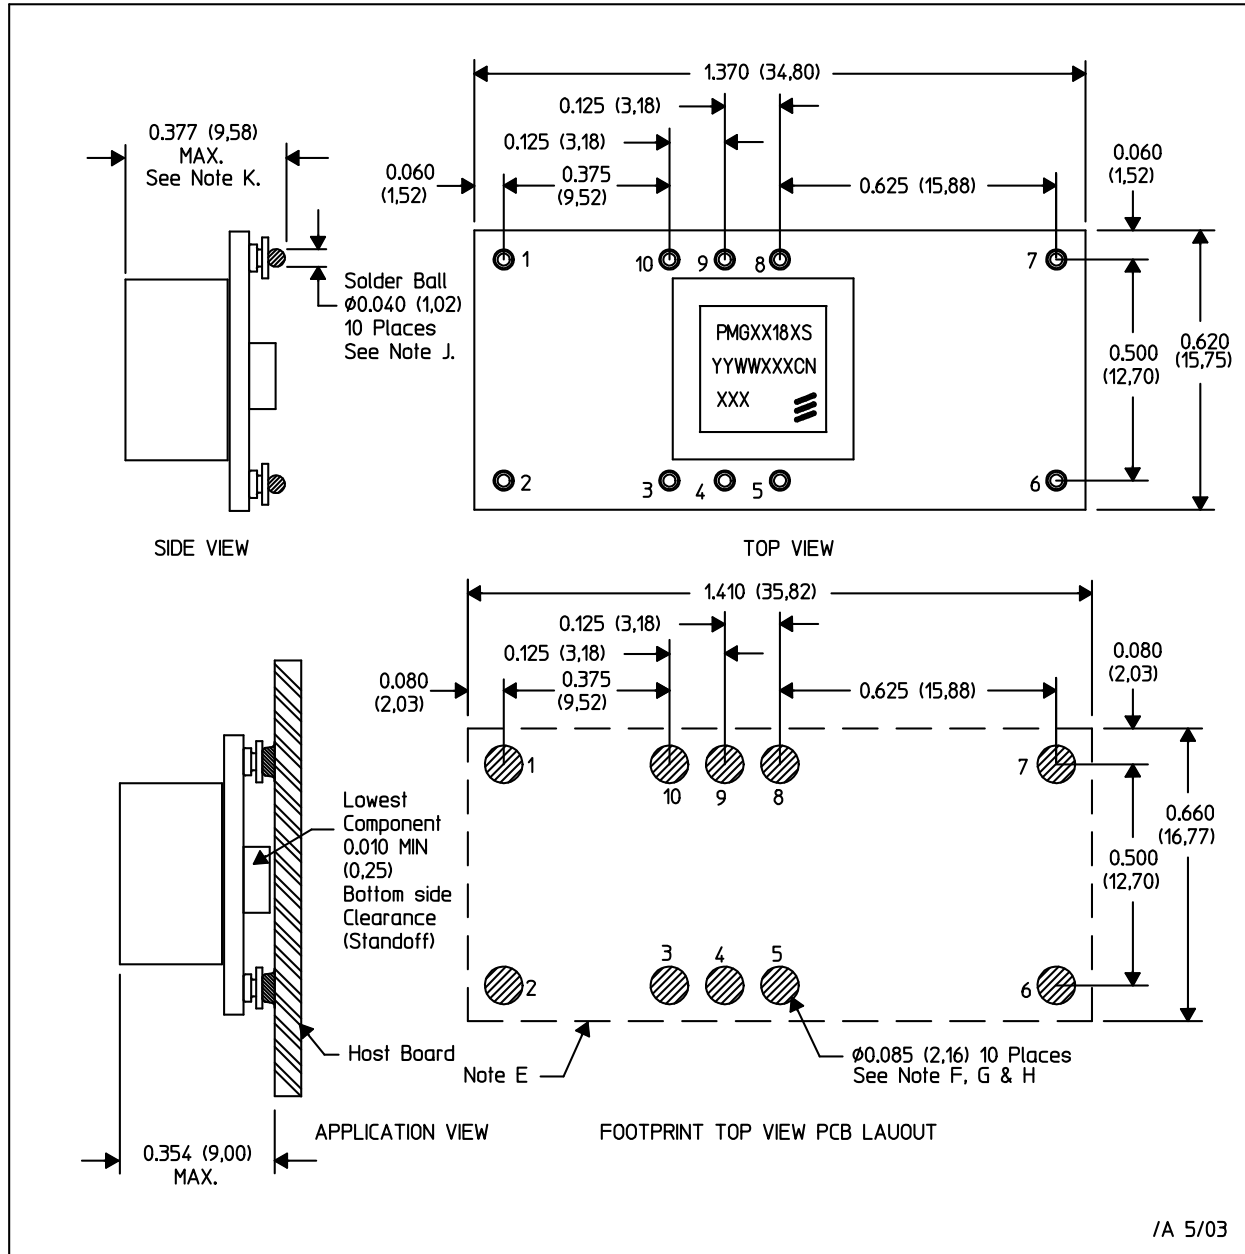 1.370 (34,80)
0.125 (3,18)
0.125 (3,18)
0.377 (9,58)
MAX.
See Note K.
0.060
(1,52)
0.375
(9,52)
0.625 (15,88)
0.060
(1,52)
1
10
9
8
7
Solder Ball
Ø0.040 (1,02)
10 Places
See Note J.
PMGXX18XS
YYWWXXXCN
XXX
0.500
(12,70)
0.620
(15,75)
2
3
4
5
6
SIDE VIEW
TOP VIEW
1.410 (35,82)
0.125 (3,18)
0.125 (3,18)
0.080
(2,03)
0.375
(9,52)
0.625 (15,88)
0.080
(2,03)
1
10
9
8
7
Lowest
Component
0.010 MIN
(0,25)
Bottom side
Clearance
(Standoff)
0.660
(16,77)
0.500
(12,70)
2
3
4
5
6
Host Board
Note E
Ø0.085 (2,16) 10 Places
See Note F, G & H
APPLICATION VIEW
FOOTPRINT TOP VIEW PCB LAUOUT
0.354 (9,00)
MAX.
/A 5/03